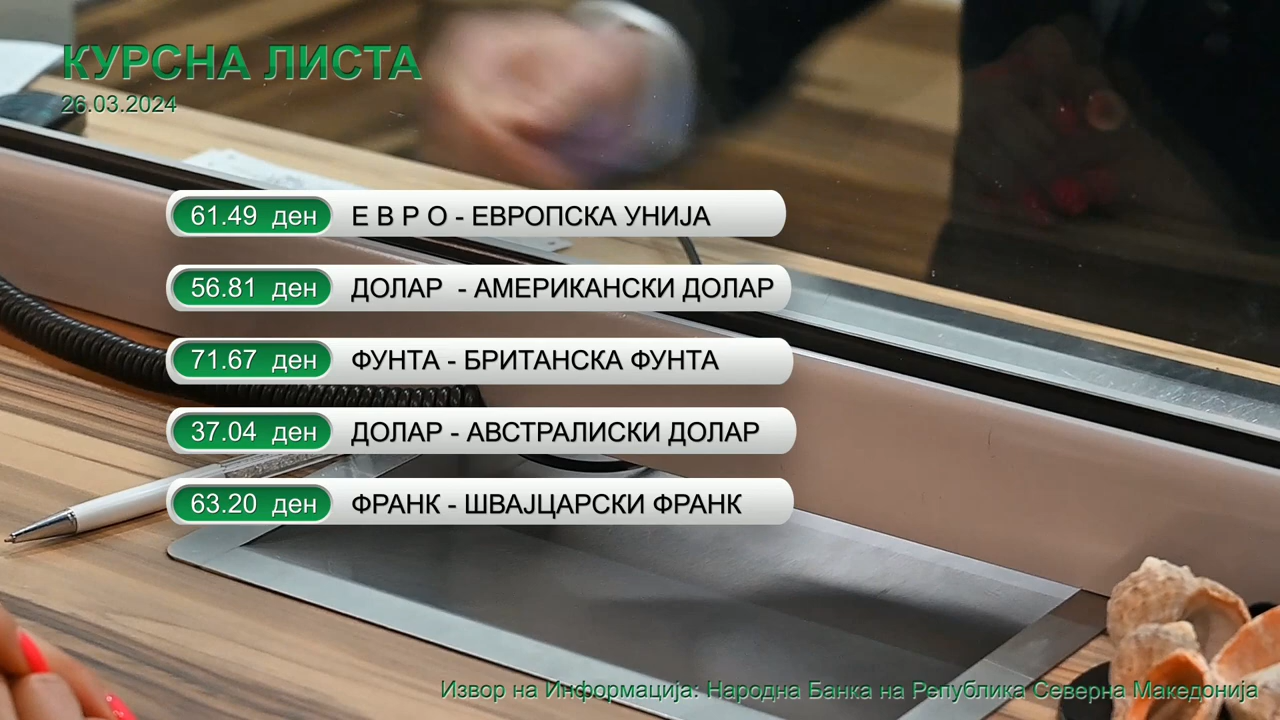 КУРСНА ЛИСТА
26.03.2024
61.49 ден Е В Р О - ЕВРОПСКА УНИЈА
56.81 ден ДОЛАР - АМЕРИКАНСКИ ДОЛАР
71.67 ден ФУНТА - БРИТАНСКА ФУНТА
37.04 ден ДОЛАР - АВСТРАЛИСКИ ДОЛАР
63.20 ден ФРАНК - ШВАЈЦАРСКИ ФРАНК
Извор на Информација: Народна Банка на Република Северна Македонија